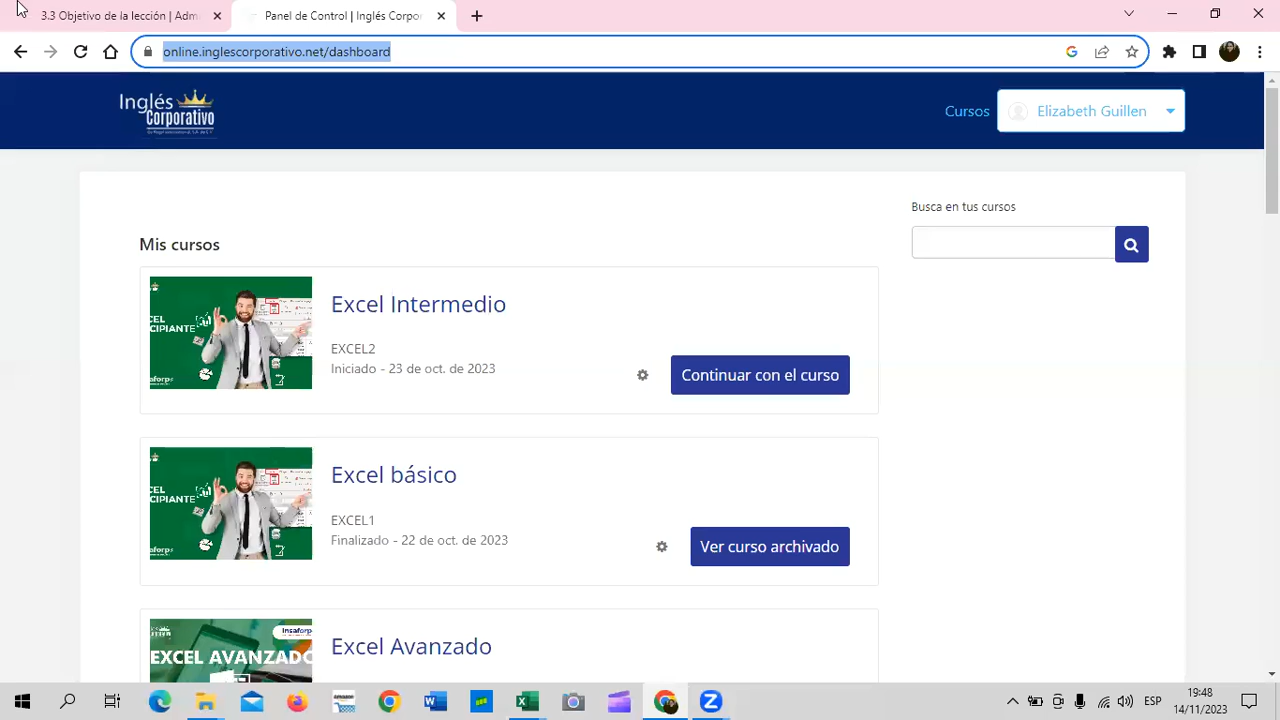 3.3 Objetivo de la lección | Adm
Panel de Control | Inglés Corpor
online.inglescorporativo.net/dashboard
Inglés
Corporativo
Cursos
Elizabeth Guillen
Busca en tus cursos
Mis cursos
Excel Intermedio
EXCEL2
Iniciado - 23 de oct. de 2023
Continuar con el curso
Excel básico
EXCEL1
Finalizado - 22 de oct. de 2023
Ver curso archivado
Excel Avanzado
EXCEL AVANZADO
ESP
19:48
14/11/2023